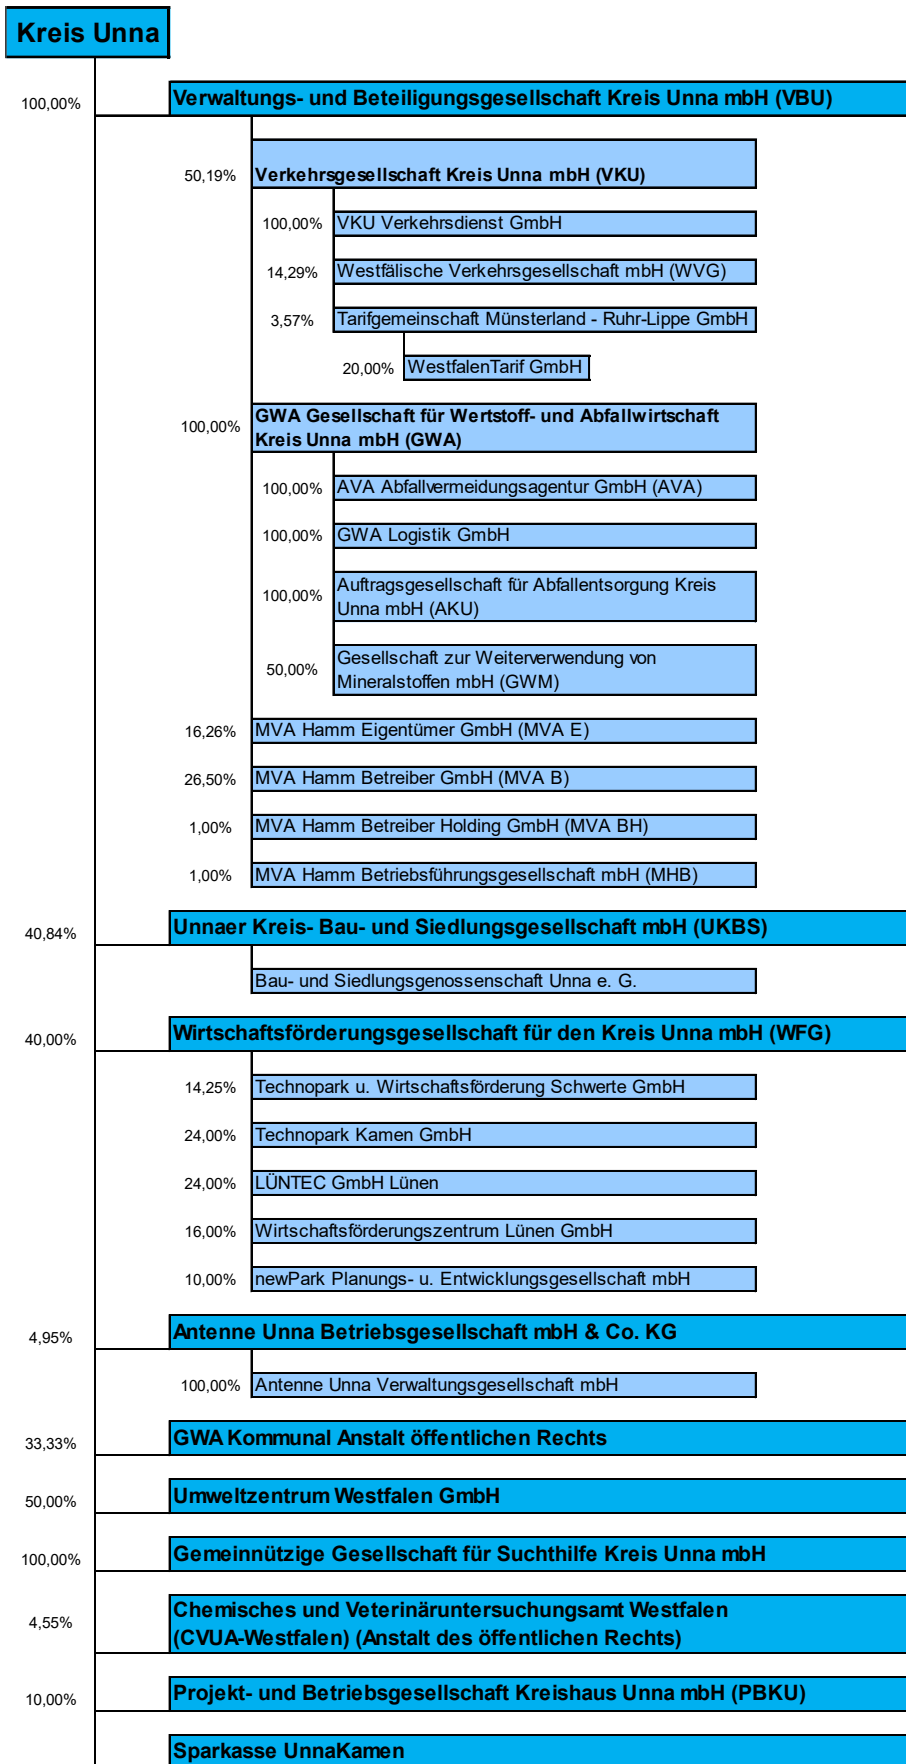 Kreis Unna
100,00% Verwaltungs- und Beteiligungsgesellschaft Kreis Unna mbH (VBU)
50,19% Verkehrsgesellschaft Kreis Unna mbH (VKU)
100,00% VKU Verkehrsdienst GmbH
14,29% Westfälische Verkehrsgesellschaft mbH (WVG)
3,57% Tarifgemeinschaft Münsterland - Ruhr-Lippe GmbH
20,00% WestfalenTarif GmbH
100,00% GWA Gesellschaft für Wertstoff- und Abfallwirtschaft
Kreis Unna mbH (GWA)
100,00% AVA Abfallvermeidungsagentur GmbH (AVA)
100,00% GWA Logistik GmbH
100,00% Auftragsgesellschaft für Abfallentsorgung Kreis
Unna mbH (AKU)
50,00% Gesellschaft zur Weiterverwendung von
Mineralstoffen mbH (GWM)
16,26% MVA Hamm Eigentümer GmbH (MVA E)
26,50% MVA Hamm Betreiber GmbH (MVA B)
1,00% MVA Hamm Betreiber Holding GmbH (MVA BH)
1,00% MVA Hamm Betriebsführungsgesellschaft mbH (MHB)
40,84% Unnaer Kreis- Bau- und Siedlungsgesellschaft mbH (UKBS)
Bau- und Siedlungsgenossenschaft Unna e. G.
40,00% Wirtschaftsförderungsgesellschaft für den Kreis Unna mbH (WFG)
14,25% Technopark u. Wirtschaftsförderung Schwerte GmbH
24,00% Technopark Kamen GmbH
24,00% LÜNTEC GmbH Lünen
16,00% Wirtschaftsförderungszentrum Lünen GmbH
10,00% newPark Planungs- u. Entwicklungsgesellschaft mbH
4,95% Antenne Unna Betriebsgesellschaft mbH & Co. KG
100,00% Antenne Unna Verwaltungsgesellschaft mbH
33,33% GWA Kommunal Anstalt öffentlichen Rechts
50,00% Umweltzentrum Westfalen GmbH
100,00% Gemeinnützige Gesellschaft für Suchthilfe Kreis Unna mbH
4,55% Chemisches und Veterinäruntersuchungsamt Westfalen
(CVUA-Westfalen) (Anstalt des öffentlichen Rechts)
10,00% Projekt- und Betriebsgesellschaft Kreishaus Unna mbH (PBKU)
Sparkasse UnnaKamen